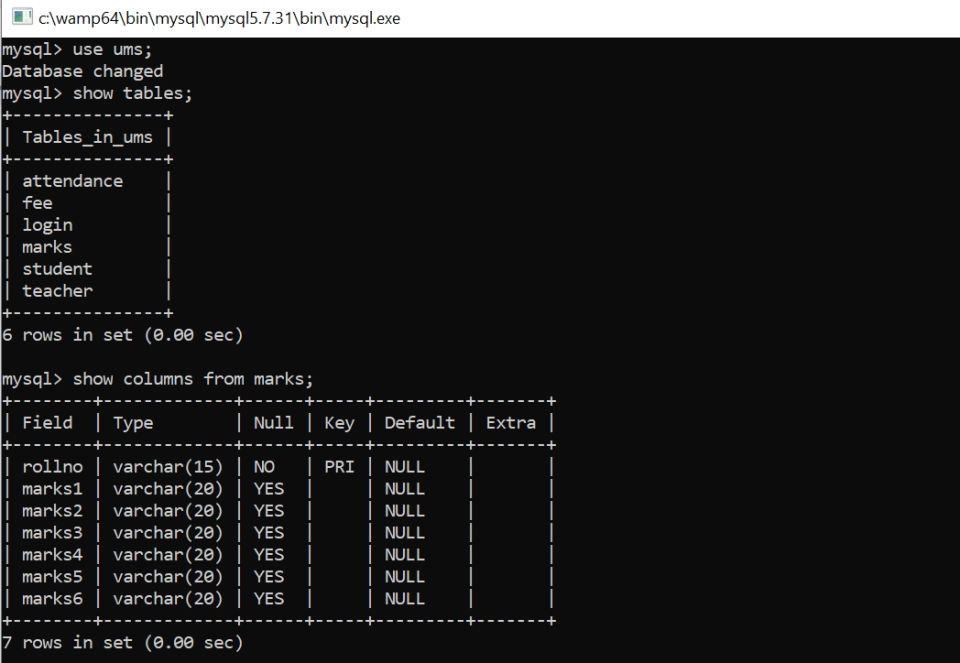 c:\wamp64\bin\mysql\mysql5.7.31\bin\mysql.exe
mysql> use ums;
Database changed
mysql> show tables;
+---------------+
| Tables_in_ums |
+---------------+
| attendance    |
| fee           |
| login         |
| marks         |
| student       |
| teacher       |
+---------------+
6 rows in set (0.00 sec)

mysql> show columns from marks;
+--------+-------------+------+-----+---------+-------+
| Field  | Type        | Null | Key | Default | Extra |
+--------+-------------+------+-----+---------+-------+
| rollno | varchar(15) | NO   | PRI | NULL    |       |
| marks1 | varchar(20) | YES  |     | NULL    |       |
| marks2 | varchar(20) | YES  |     | NULL    |       |
| marks3 | varchar(20) | YES  |     | NULL    |       |
| marks4 | varchar(20) | YES  |     | NULL    |       |
| marks5 | varchar(20) | YES  |     | NULL    |       |
| marks6 | varchar(20) | YES  |     | NULL    |       |
+--------+-------------+------+-----+---------+-------+
7 rows in set (0.00 sec)